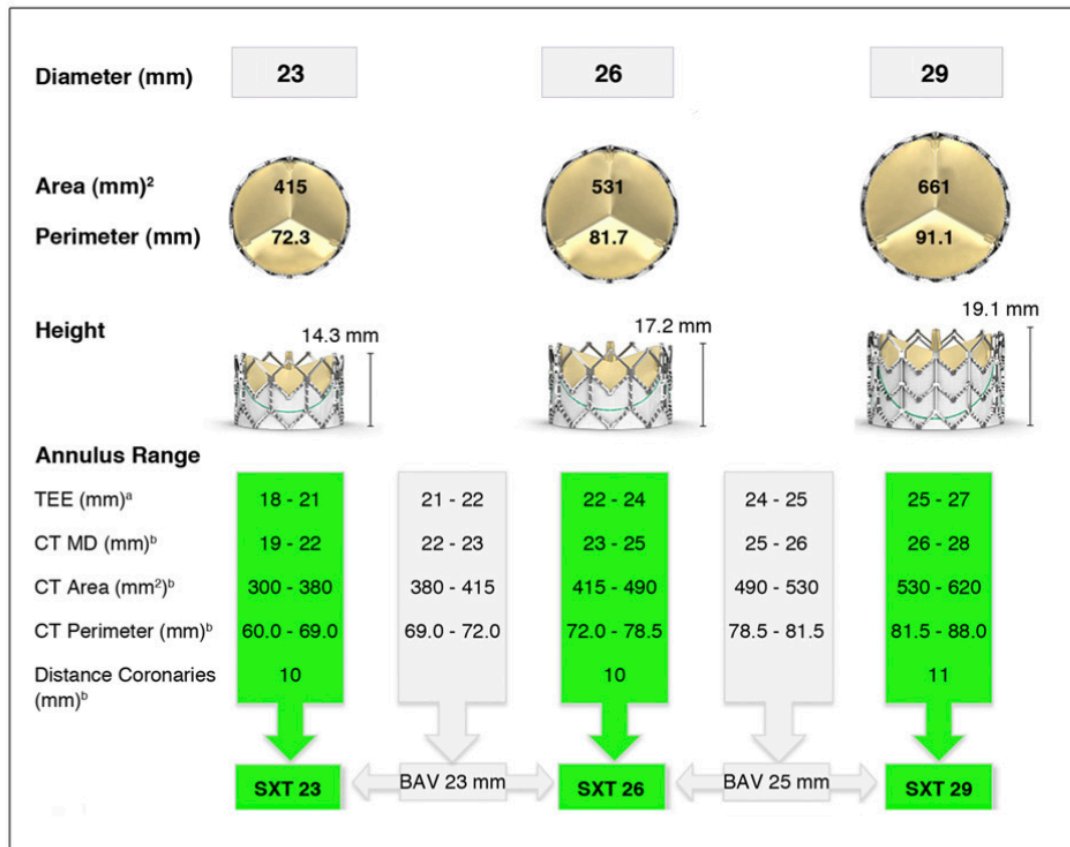 Diameter (mm) 23 26 29
Area (mm)² 415 531 661
Perimeter (mm) 72.3 81.7 91.1
Height 14.3 mm 17.2 mm 19.1 mm
Annulus Range
TEE (mm)ᵃ 18 - 21 21 - 22 22 - 24 24 - 25 25 - 27
CT MD (mm)ᵇ 19 - 22 22 - 23 23 - 25 25 - 26 26 - 28
CT Area (mm²)ᵇ 300 - 380 380 - 415 415 - 490 490 - 530 530 - 620
CT Perimeter (mm)ᵇ 60.0 - 69.0 69.0 - 72.0 72.0 - 78.5 78.5 - 81.5 81.5 - 88.0
Distance Coronaries 10 10 11
(mm)ᵇ
SXT 23 BAV 23 mm SXT 26 BAV 25 mm SXT 29